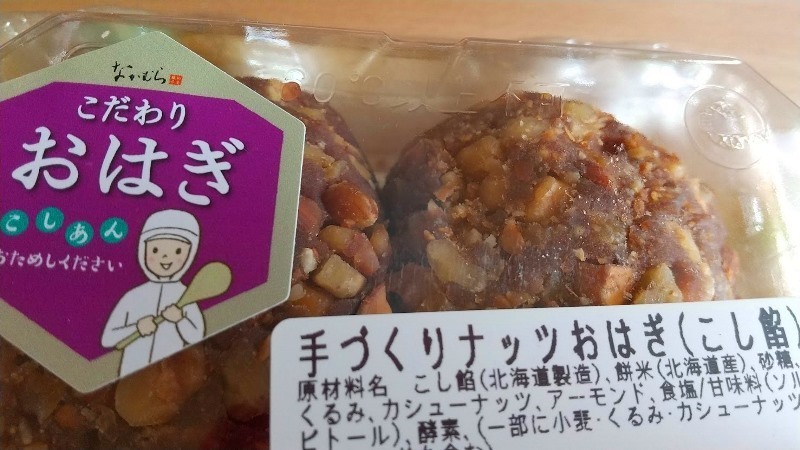 なかむら
こだわり
おはぎ
こしあん
おためしください
手づくりナッツおはぎ(こし餡)
原材料名 こし餡(北海道製造)、餅米(北海道産)、砂糖、
くるみ、カシューナッツ、アーモンド、食塩/甘味料(ソル
ビトール)、酵素、(一部に小麦・くるみ・カシューナッツ